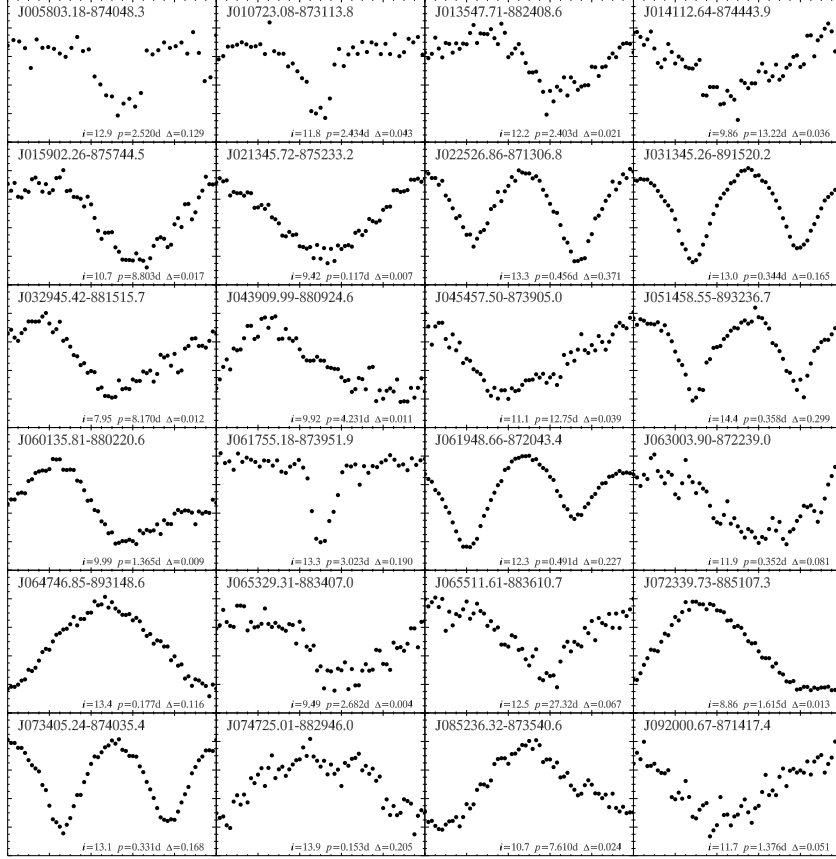 J005803.18-874048.3 J010723.08-873113.8 J013547.71-882408.6 J014112.64-874443.9
i=12.9 p=2.520d Δ=0.129 i=11.8 p=2.434d Δ=0.043 i=12.2 p=2.403d Δ=0.021 i=9.86 p=13.22d Δ=0.036
J015902.26-875744.5 J021345.72-875233.2 J022526.86-871306.8 J031345.26-891520.2
i=10.7 p=8.803d Δ=0.017 i=9.42 p=0.117d Δ=0.007 i=13.3 p=0.456d Δ=0.371 i=13.0 p=0.344d Δ=0.165
J032945.42-881515.7 J043909.99-880924.6 J045457.50-873905.0 J051458.55-893236.7
i=7.95 p=8.170d Δ=0.012 i=9.92 p=4.231d Δ=0.011 i=11.1 p=12.75d Δ=0.039 i=14.4 p=0.358d Δ=0.299
J060135.81-880220.6 J061755.18-873951.9 J061948.66-872043.4 J063003.90-872239.0
i=9.99 p=1.365d Δ=0.009 i=13.3 p=3.023d Δ=0.190 i=12.3 p=0.491d Δ=0.227 i=11.9 p=0.352d Δ=0.081
J064746.85-893148.6 J065329.31-883407.0 J065511.61-883610.7 J072339.73-885107.3
i=13.4 p=0.177d Δ=0.116 i=9.49 p=2.682d Δ=0.004 i=12.5 p=27.32d Δ=0.067 i=8.86 p=1.615d Δ=0.013
J073405.24-874035.4 J074725.01-882946.0 J085236.32-873540.6 J092000.67-871417.4
i=13.1 p=0.331d Δ=0.168 i=13.9 p=0.153d Δ=0.205 i=10.7 p=7.610d Δ=0.024 i=11.7 p=1.376d Δ=0.051